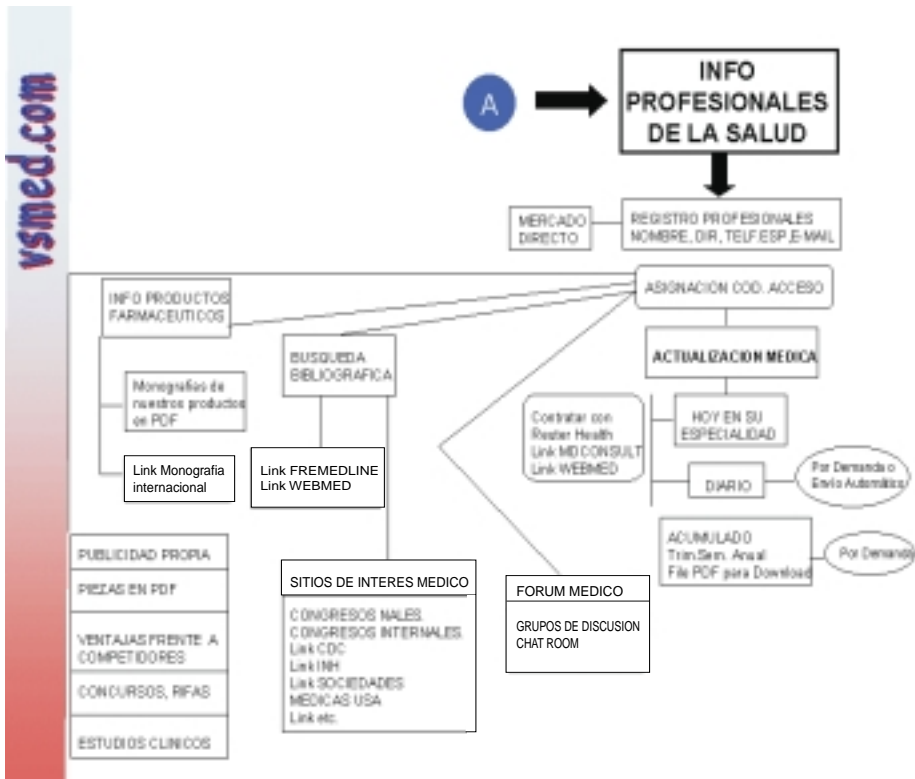 vsmed.com
A
INFO
PROFESIONALES
DE LA SALUD
MERCADO
DIRECTO
REGISTRO PROFESIONALES
NOMBRE, DIR, TELF.ESP,E-MAIL
ASIGNACION COD. ACCESO
INFO PRODUCTOS
FARMACEUTICOS
BUSQUEDA
BIBLIOGRAFICA
ACTUALIZACION MEDICA
Monografias de
nuestros productos
en PDF
Contratar con
Reuter Health
Link MDCONSULT
Link WEBMED
HOY EN SU
ESPECIALIDAD
Link Monografia
internacional
Link FREMEDLINE
Link WEBMED
DIARIO
Por Demanda o
Envio Automático
ACUMULADO
Trim.Sem. Anual
File PDF para Download
Por Demanda
PUBLICIDAD PROPIA
PIEZAS EN PDF
VENTAJAS FRENTE A
COMPETIDORES
CONCURSOS, RIFAS
ESTUDIOS CLINICOS
SITIOS DE INTERES MEDICO
CONGRESOS NALES.
CONGRESOS INTERNALES.
Link CDC
Link INH
Link SOCIEDADES
MEDICAS USA
Link etc.
FORUM MEDICO
GRUPOS DE DISCUSION
CHAT ROOM